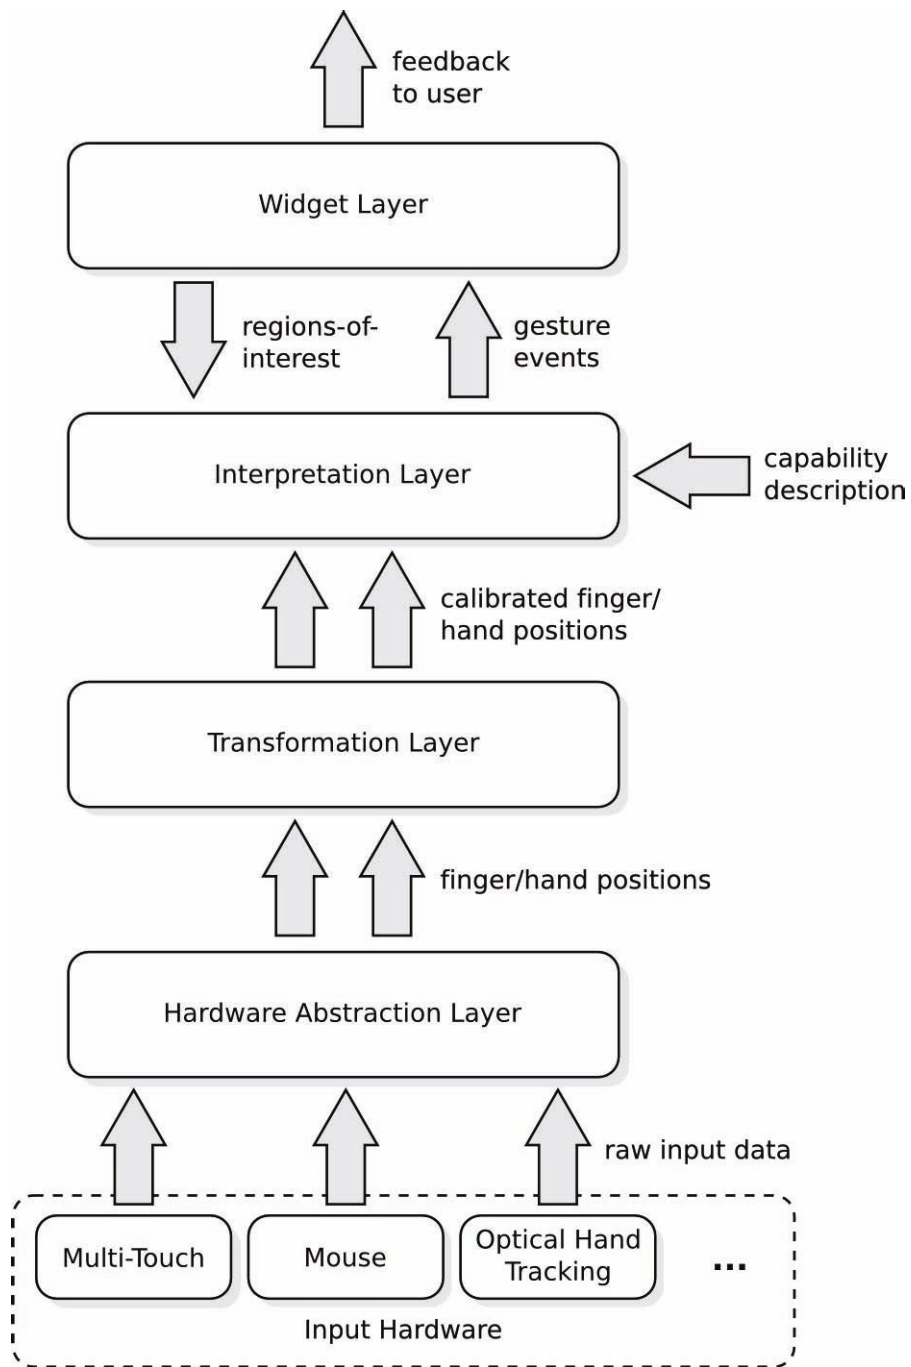 feedback
to user
Widget Layer
regions-of-
interest
gesture
events
Interpretation Layer
capability
description
calibrated finger/
hand positions
Transformation Layer
finger/hand positions
Hardware Abstraction Layer
raw input data
Multi-Touch
Mouse
Optical Hand
Tracking
...
Input Hardware